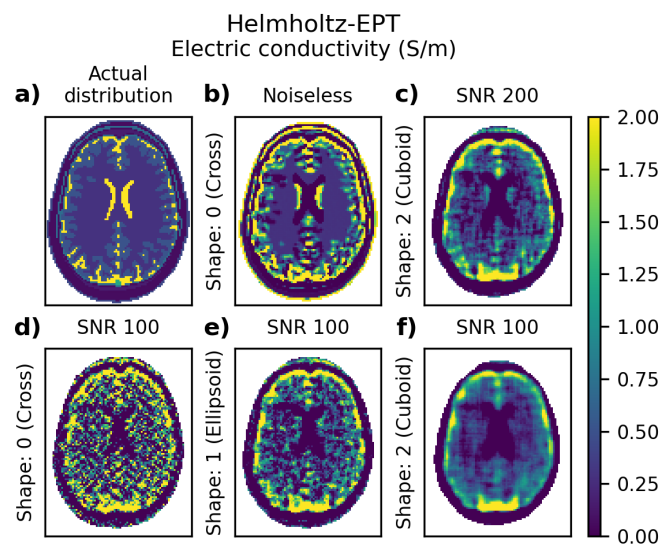 Helmholtz-EPT
Electric conductivity (S/m)
a)
Actual
distribution
b)
Noiseless
Shape: 0 (Cross)
c)
SNR 200
Shape: 2 (Cuboid)
d)
SNR 100
Shape: 0 (Cross)
e)
SNR 100
Shape: 1 (Ellipsoid)
f)
SNR 100
Shape: 2 (Cuboid)
2.00
1.75
1.50
1.25
1.00
0.75
0.50
0.25
0.00